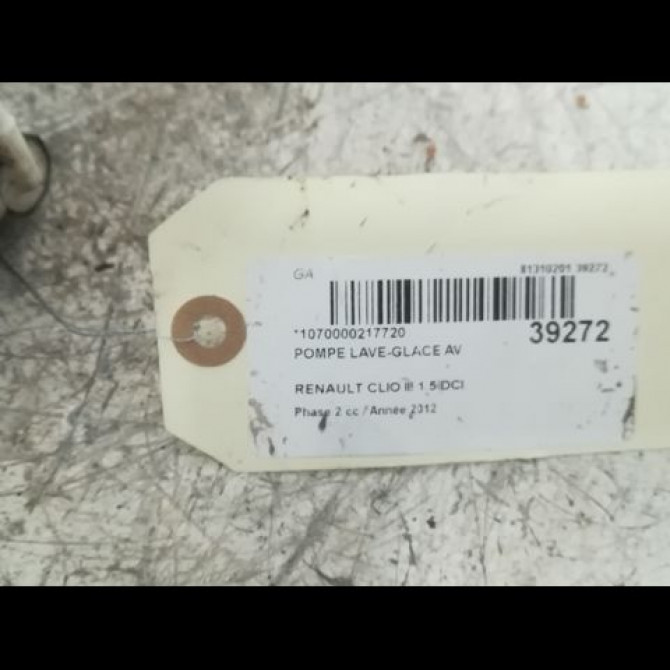 GA 81310201 39272
*1070000217720 39272
POMPE LAVE-GLACE AV
RENAULT CLIO III 1.5 DCI
Phase 2 cc / Année 2012